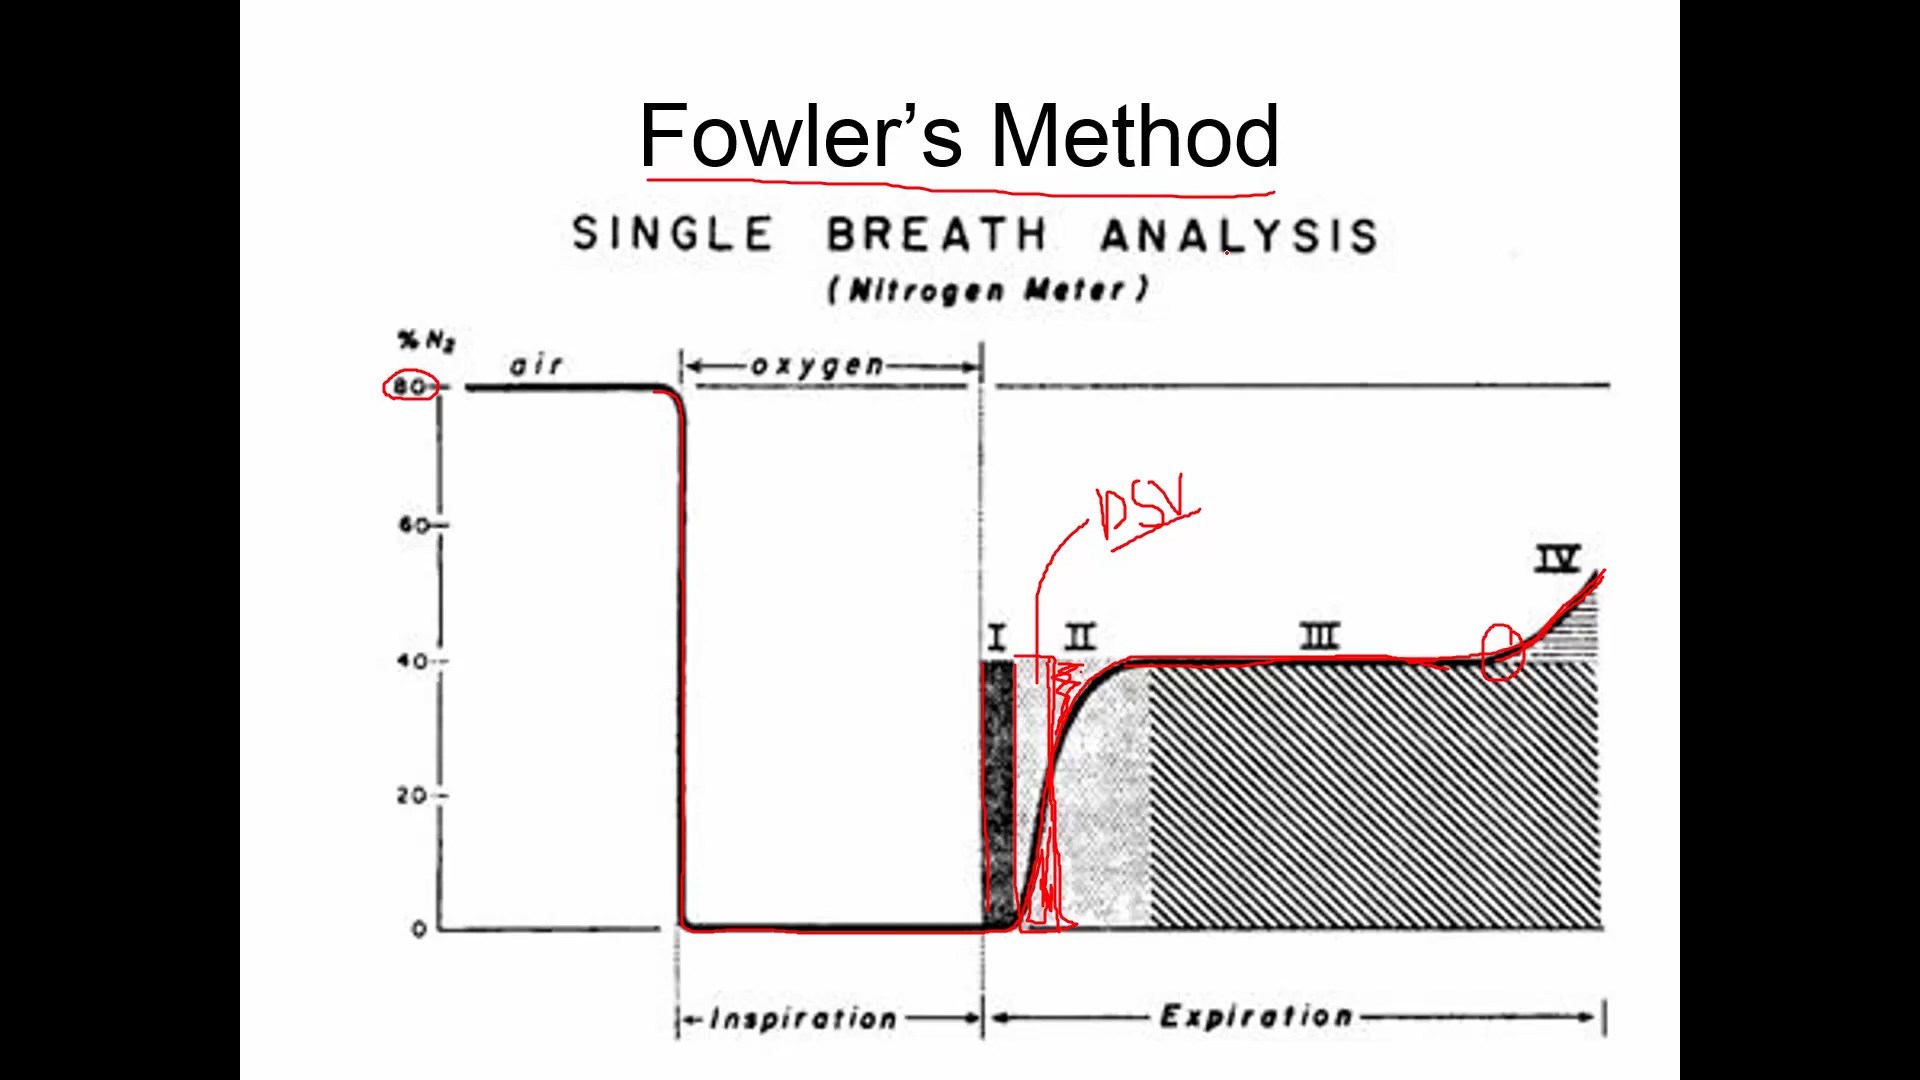 Fowler’s Method
SINGLE BREATH ANALYSIS
(Nitrogen Meter)
% N₂
air
oxygen
80
DSV
60
IV
I
II
III
40
20
0
Inspiration
Expiration